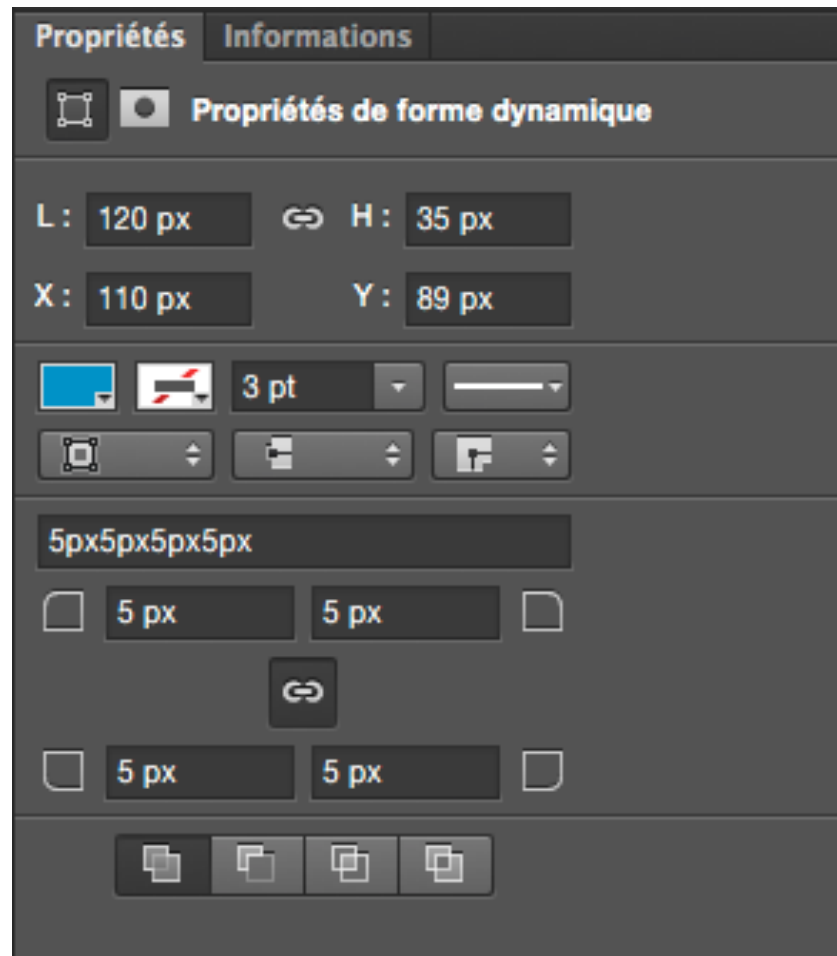 Propriétés Informations
Propriétés de forme dynamique
L : 120 px H : 35 px
X : 110 px Y : 89 px
3 pt
5px5px5px5px
5 px 5 px
5 px 5 px